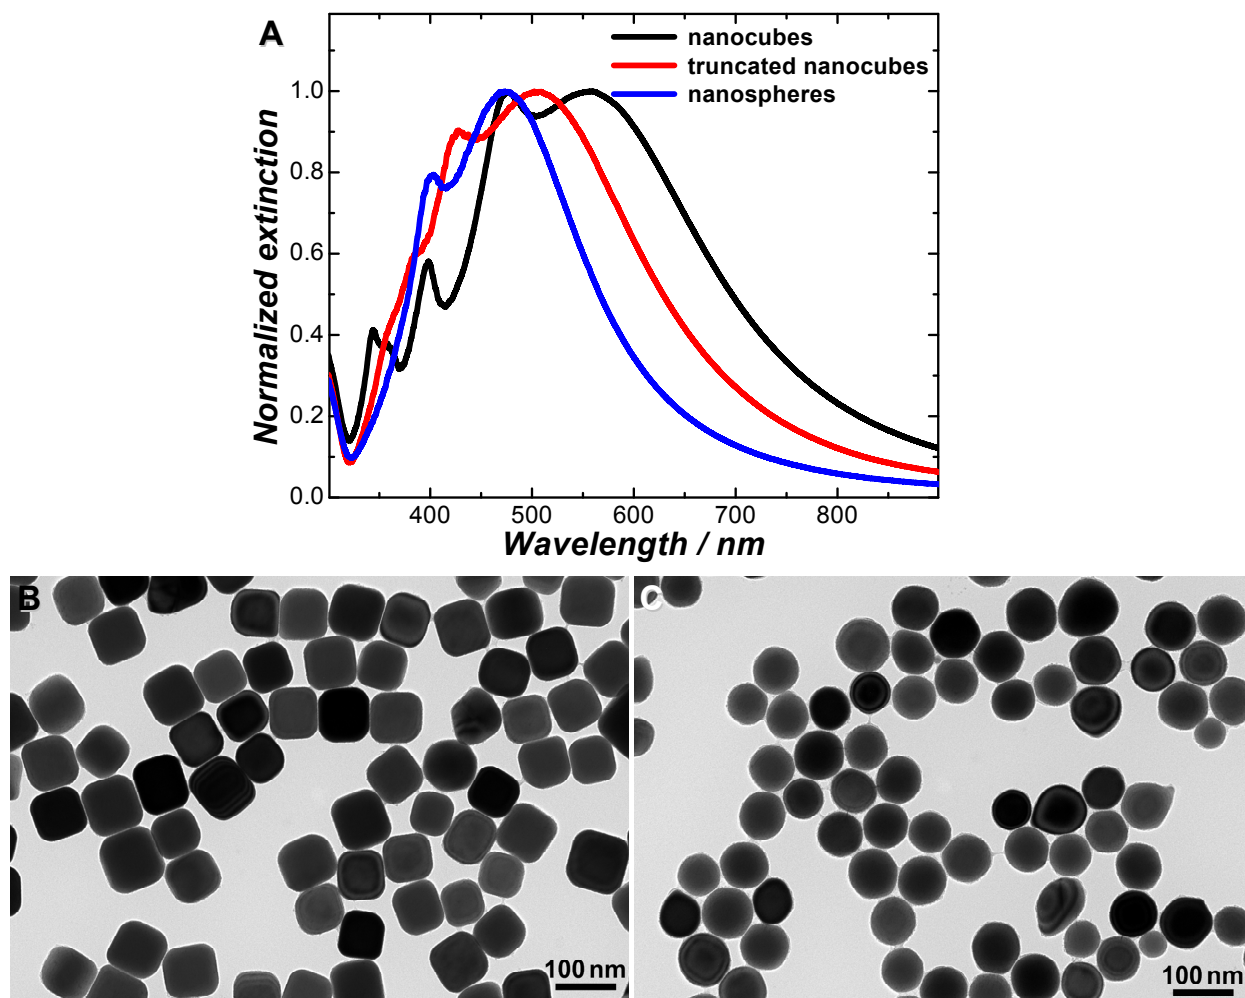 A
nanocubes
truncated nanocubes
nanospheres
1.0
0.8
0.6
0.4
0.2
0.0
Normalized extinction
400 500 600 700 800
Wavelength / nm
B
C
100 nm
100 nm